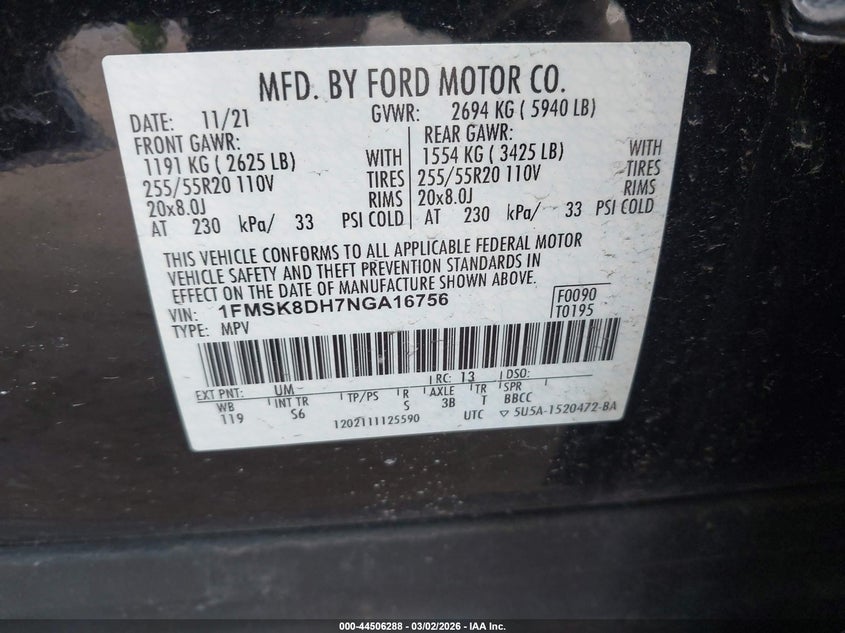 MFD. BY FORD MOTOR CO.
DATE: 11/21 GVWR: 2694 KG ( 5940 LB)
FRONT GAWR: REAR GAWR:
1191 KG ( 2625 LB) WITH 1554 KG ( 3425 LB) WITH
255/55R20 110V TIRES 255/55R20 110V TIRES
20x8.0J RIMS 20x8.0J RIMS
AT 230 kPa/ 33 PSI COLD AT 230 kPa/ 33 PSI COLD
THIS VEHICLE CONFORMS TO ALL APPLICABLE FEDERAL MOTOR
VEHICLE SAFETY AND THEFT PREVENTION STANDARDS IN
EFFECT ON THE DATE OF MANUFACTURE SHOWN ABOVE.
VIN: 1FMSK8DH7NGA16756 F0090
TYPE: MPV T0195
EXT PNT: UM RC: 13 DSO:
WB INT TR TP/PS R AXLE TR SPR
119 S6 S 3B T BBCC
1202111125590 UTC ▽ 5U5A-1520472-BA
000-44506288 - 03/02/2026 - IAA Inc.